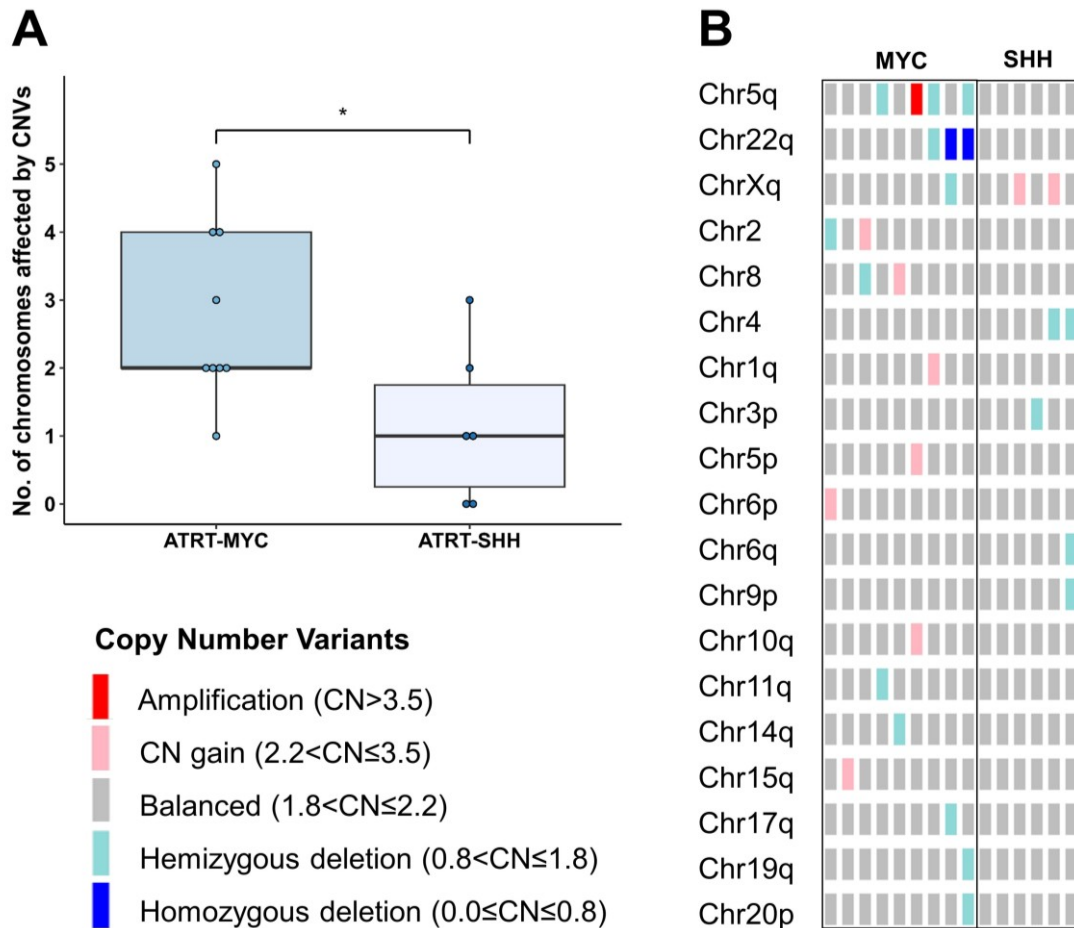 A
No. of chromosomes affected by CNVs
5
4
3
2
1
0
*
ATRT-MYC
ATRT-SHH
Copy Number Variants
Amplification (CN>3.5)
CN gain (2.2<CN≤3.5)
Balanced (1.8<CN≤2.2)
Hemizygous deletion (0.8<CN≤1.8)
Homozygous deletion (0.0≤CN≤0.8)
B
MYC SHH
Chr5q
Chr22q
ChrXq
Chr2
Chr8
Chr4
Chr1q
Chr3p
Chr5p
Chr6p
Chr6q
Chr9p
Chr10q
Chr11q
Chr14q
Chr15q
Chr17q
Chr19q
Chr20p